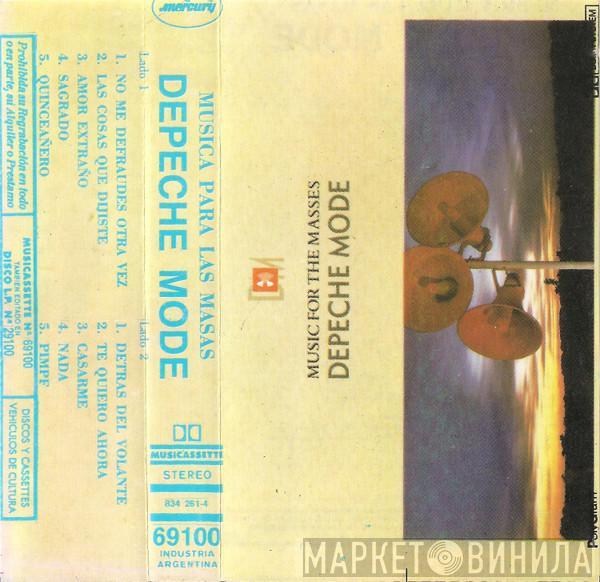 mercury
MUSICA PARA LAS MASAS
DEPECHE MODE
Lado 1
1. NO ME DEFRAUDES OTRA VEZ
2. LAS COSAS QUE DIJISTE
3. AMOR EXTRAÑO
4. SAGRADO
5. QUINCEAÑERO
Lado 2
1. DETRAS DEL VOLANTE
2. TE QUIERO AHORA
3. CASARME
4. NADA
5. PIMPF
Prohibida su Regrabación en todo
o en parte, su Alquiler o Prestamo
MUSICASSETTE Nº 69100
TAMBIEN EDITADO EN
DISCO L.P. Nº 29100
DISCOS Y CASSETTES
VEHICULOS DE CULTURA
MUSICASSETTE
STEREO
834 261-4
69100
INDUSTRIA
ARGENTINA
MUSIC FOR THE MASSES
DEPECHE MODE
МАРКЕТ ВИНИЛА